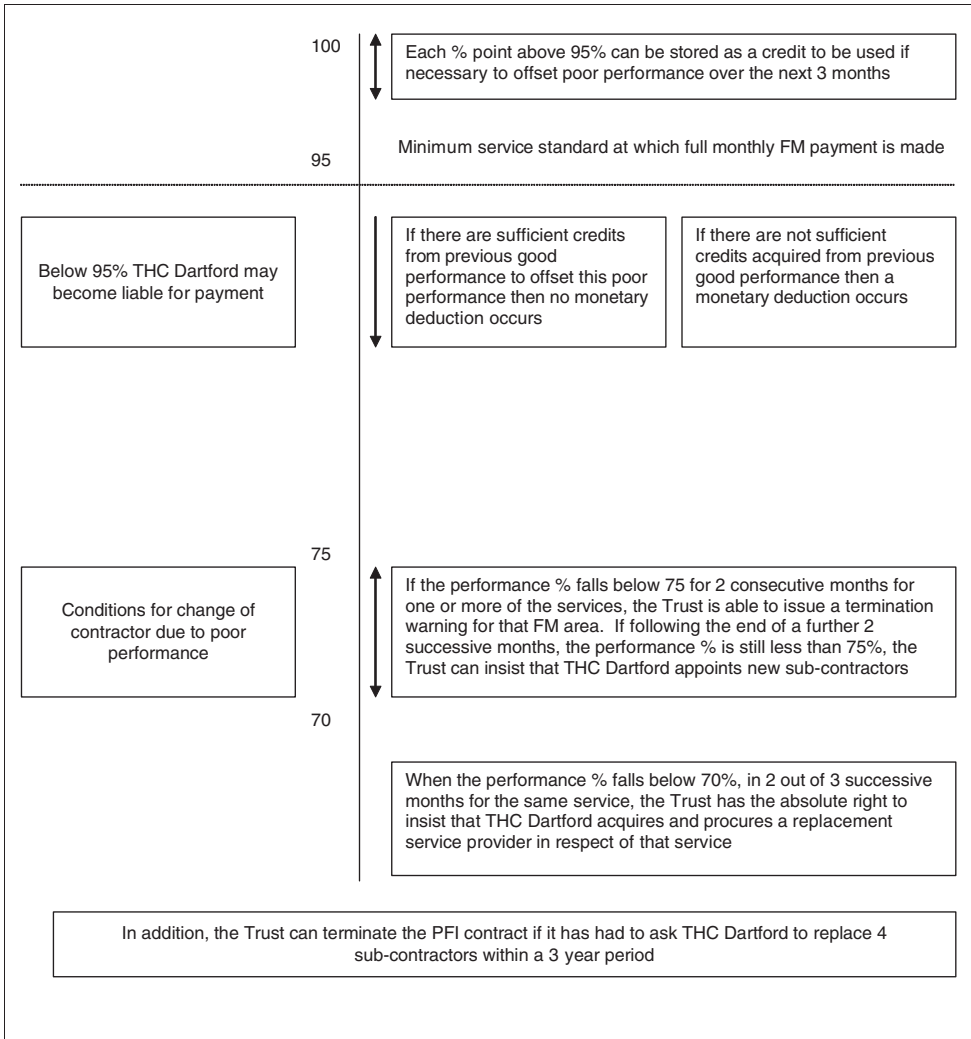 100
Each % point above 95% can be stored as a credit to be used if
necessary to offset poor performance over the next 3 months
Minimum service standard at which full monthly FM payment is made
95
Below 95% THC Dartford may
become liable for payment
If there are sufficient credits
from previous good
performance to offset this poor
performance then no monetary
deduction occurs
If there are not sufficient
credits acquired from previous
good performance then a
monetary deduction occurs
75
Conditions for change of
contractor due to poor
performance
If the performance % falls below 75 for 2 consecutive months for
one or more of the services, the Trust is able to issue a termination
warning for that FM area.  If following the end of a further 2
successive months, the performance % is still less than 75%, the
Trust can insist that THC Dartford appoints new sub-contractors
70
When the performance % falls below 70%, in 2 out of 3 successive
months for the same service, the Trust has the absolute right to
insist that THC Dartford acquires and procures a replacement
service provider in respect of that service
In addition, the Trust can terminate the PFI contract if it has had to ask THC Dartford to replace 4
sub-contractors within a 3 year period